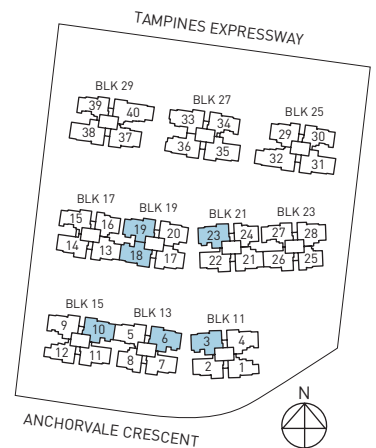 TAMPINES EXPRESSWAY
BLK 29
39 40
38 37
BLK 27
33 34
36 35
BLK 25
29 30
32 31
BLK 17
15 16
14 13
BLK 19
19 20
18 17
BLK 21
23 24
22 21
BLK 23
27 28
26 25
BLK 15
9 10
12 11
BLK 13
5 6
8 7
BLK 11
3 4
2 1
ANCHORVALE CRESCENT
N